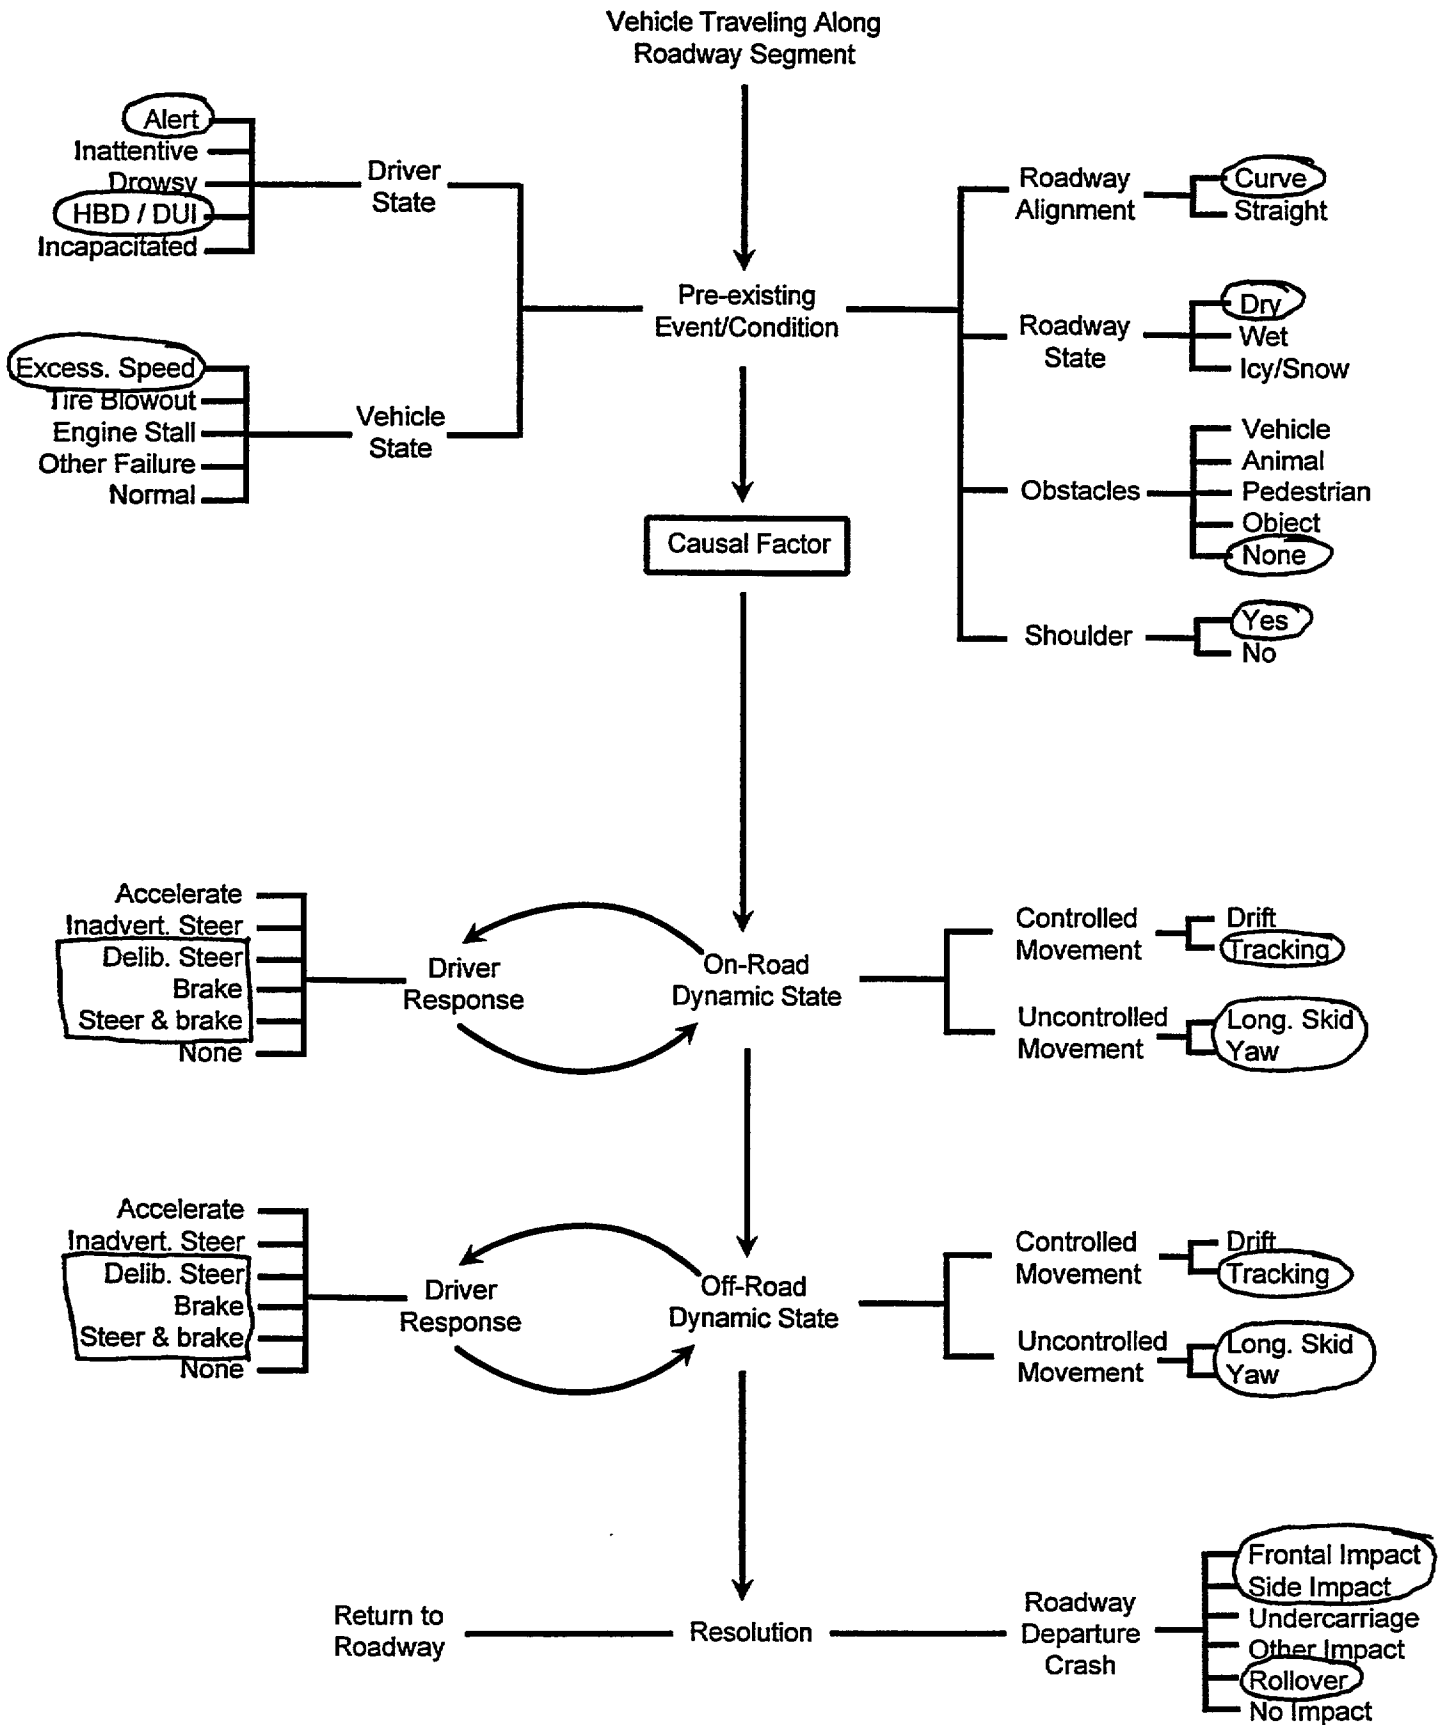 Vehicle Traveling Along
Roadway Segment
Alert
Inattentive
Drowsy
HBD / DUI
Incapacitated
Driver
State
Excess. Speed
Tire Blowout
Engine Stall
Other Failure
Normal
Vehicle
State
Pre-existing
Event/Condition
Roadway
Alignment
Curve
Straight
Roadway
State
Dry
Wet
Icy/Snow
Obstacles
Vehicle
Animal
Pedestrian
Object
None
Shoulder
Yes
No
Causal Factor
Accelerate
Inadvert. Steer
Delib. Steer
Brake
Steer & brake
None
Driver
Response
On-Road
Dynamic State
Controlled
Movement
Drift
Tracking
Uncontrolled
Movement
Long. Skid
Yaw
Accelerate
Inadvert. Steer
Delib. Steer
Brake
Steer & brake
None
Driver
Response
Off-Road
Dynamic State
Controlled
Movement
Drift
Tracking
Uncontrolled
Movement
Long. Skid
Yaw
Return to
Roadway
Resolution
Roadway
Departure
Crash
Frontal Impact
Side Impact
Undercarriage
Other Impact
Rollover
No Impact